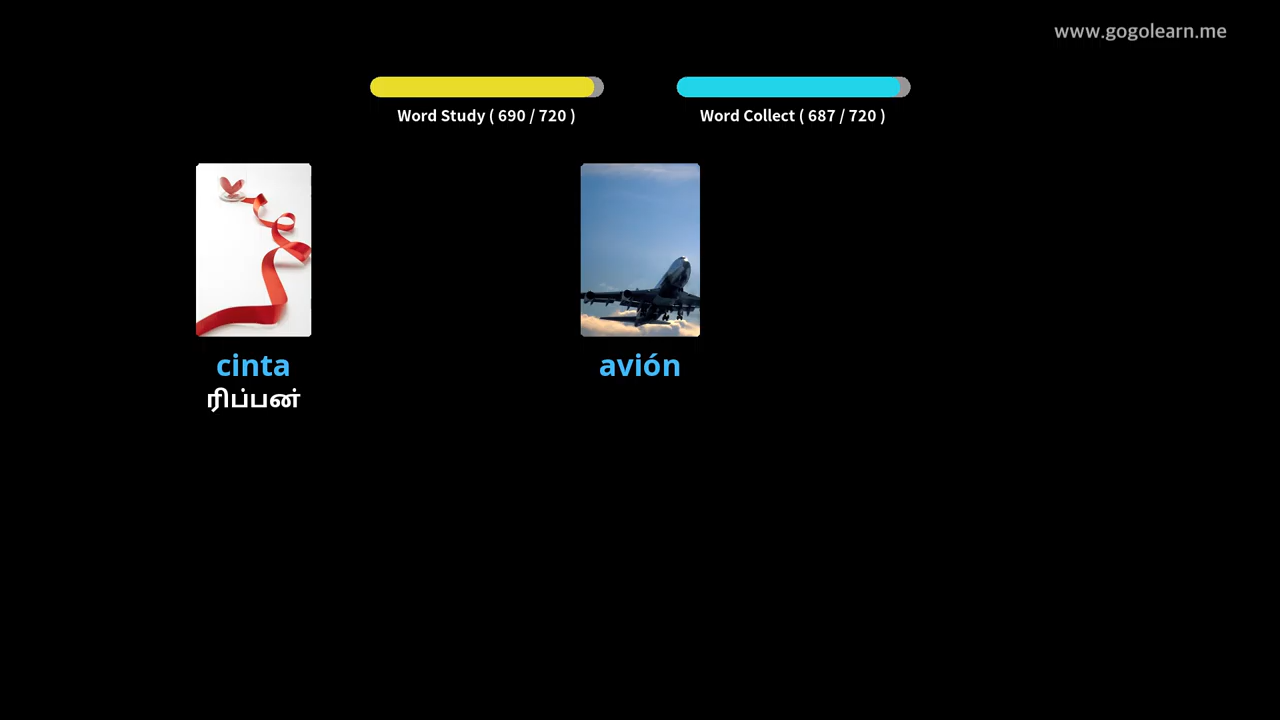 www.gogolearn.me
Word Study ( 690 / 720 )
Word Collect ( 687 / 720 )
cinta
ரிப்பன்
avión